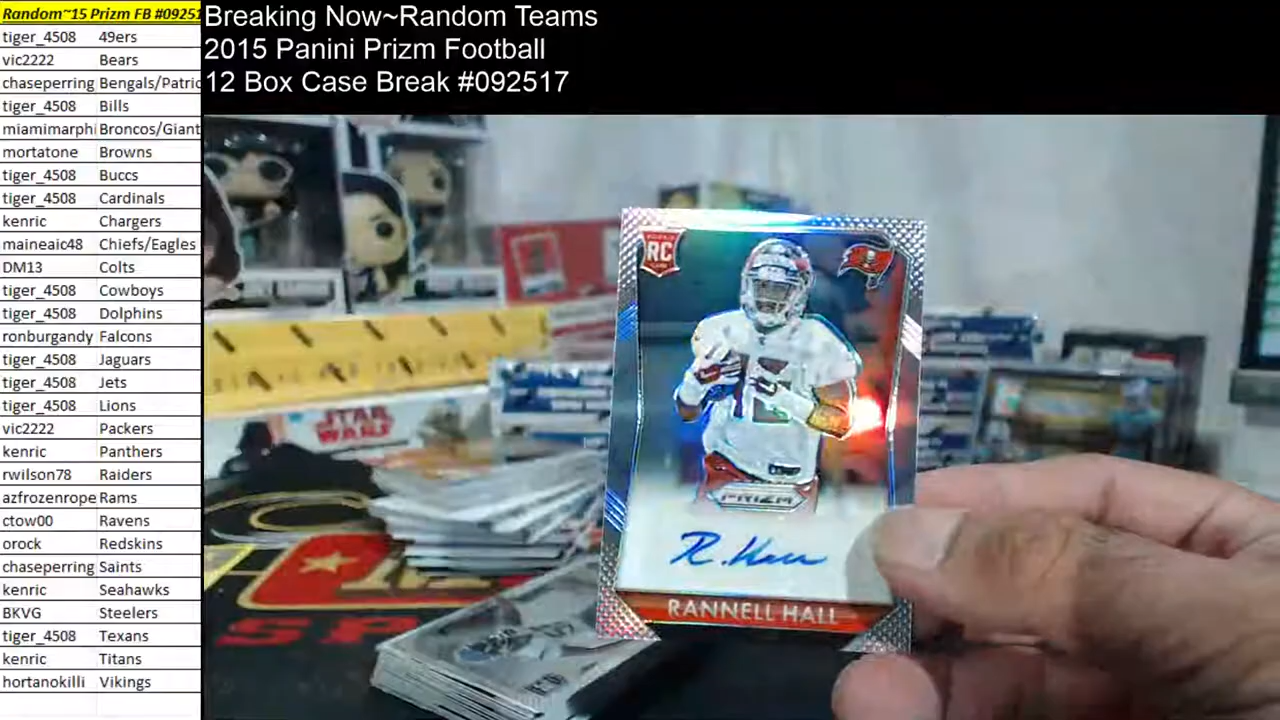 Random~15 Prizm FB #09251
tiger_4508 49ers
vic2222 Bears
chaseperring Bengals/Patric
tiger_4508 Bills
miamimarphi Broncos/Giant
mortatone Browns
tiger_4508 Buccs
tiger_4508 Cardinals
kenric Chargers
maineaic48 Chiefs/Eagles
DM13 Colts
tiger_4508 Cowboys
tiger_4508 Dolphins
ronburgandy Falcons
tiger_4508 Jaguars
tiger_4508 Jets
tiger_4508 Lions
vic2222 Packers
kenric Panthers
rwilson78 Raiders
azfrozenrope Rams
ctow00 Ravens
orock Redskins
chaseperring Saints
kenric Seahawks
BKVG Steelers
tiger_4508 Texans
kenric Titans
hortanokilli Vikings
Breaking Now~Random Teams
2015 Panini Prizm Football
12 Box Case Break #092517
RC
12
PRIZM
R. Hall
RANNELL HALL
STAR
WARS